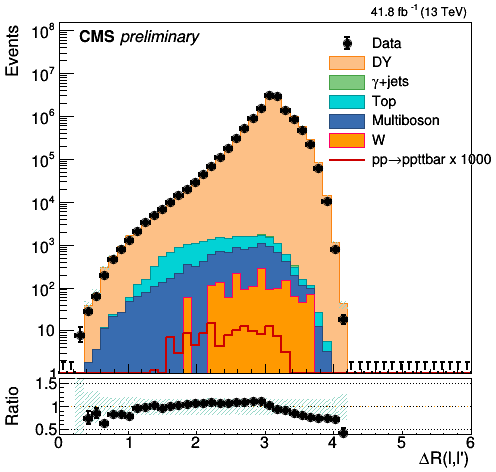 41.8 fb⁻¹ (13 TeV)
CMS preliminary
Events
10⁸
10⁷
10⁶
10⁵
10⁴
10³
10²
10
1
Data
DY
γ+jets
Top
Multiboson
W
pp→ppttbar x 1000
Ratio
1.5
1
0.5
0 1 2 3 4 5 6
ΔR(l,l')